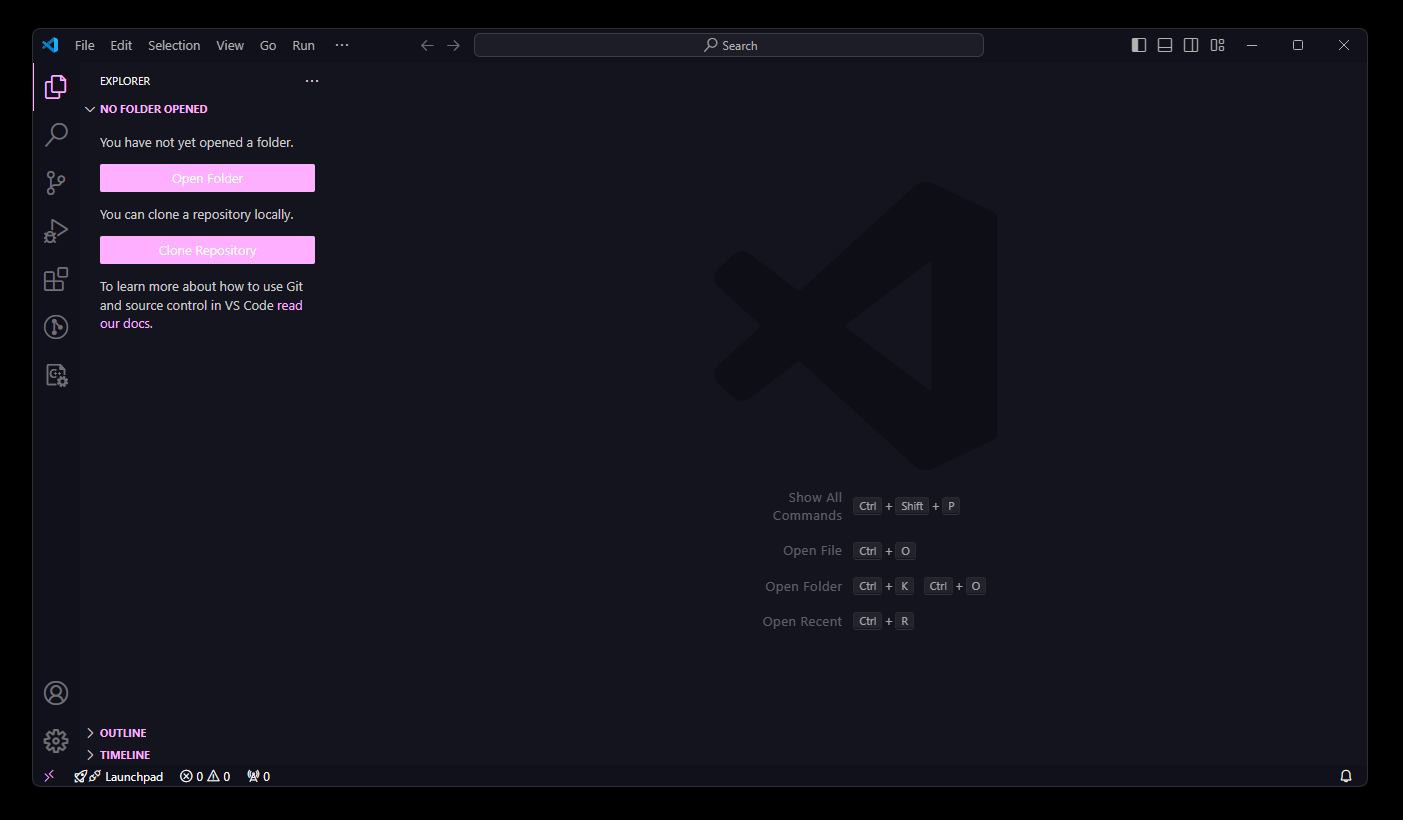 File Edit Selection View Go Run ···
Search
EXPLORER ···
NO FOLDER OPENED
You have not yet opened a folder.
Open Folder
You can clone a repository locally.
Clone Repository
To learn more about how to use Git
and source control in VS Code read
our docs.
Show All
Commands
Ctrl + Shift + P
Open File Ctrl + O
Open Folder Ctrl + K Ctrl + O
Open Recent Ctrl + R
OUTLINE
TIMELINE
Launchpad 0 0 0